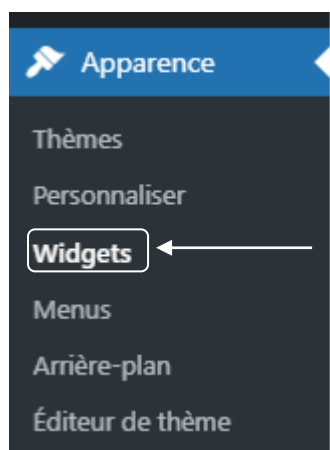 Apparence
Thèmes
Personnaliser
Widgets
Menus
Arrière-plan
Éditeur de thème